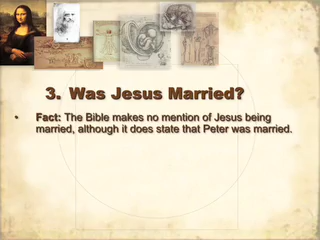 3. Was Jesus Married?
• Fact: The Bible makes no mention of Jesus being
married, although it does state that Peter was married.